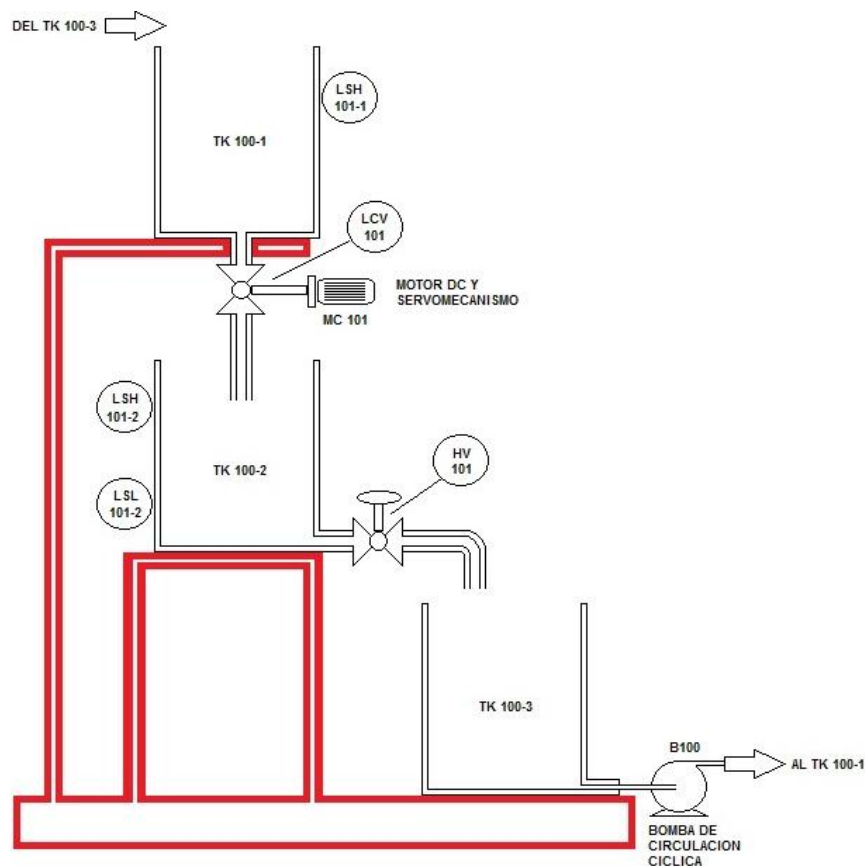 DEL TK 100-3
LSH
101-1
TK 100-1
LCV
101
MOTOR DC Y
SERVOMECANISMO
MC 101
LSH
101-2
TK 100-2
HV
101
LSL
101-2
TK 100-3
B100
AL TK 100-1
BOMBA DE
CIRCULACION
CICLICA